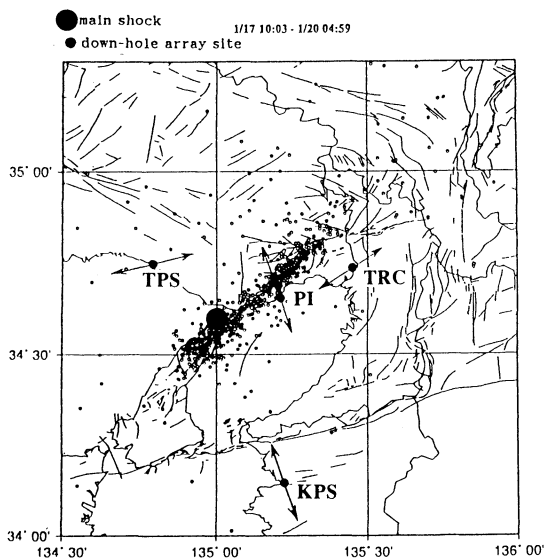 main shock
1/17 10:03 - 1/20 04:59
down-hole array site
35° 00'
TPS
TRC
PI
34° 30'
KPS
34° 00'
134° 30'
135° 00'
135° 30'
136° 00'